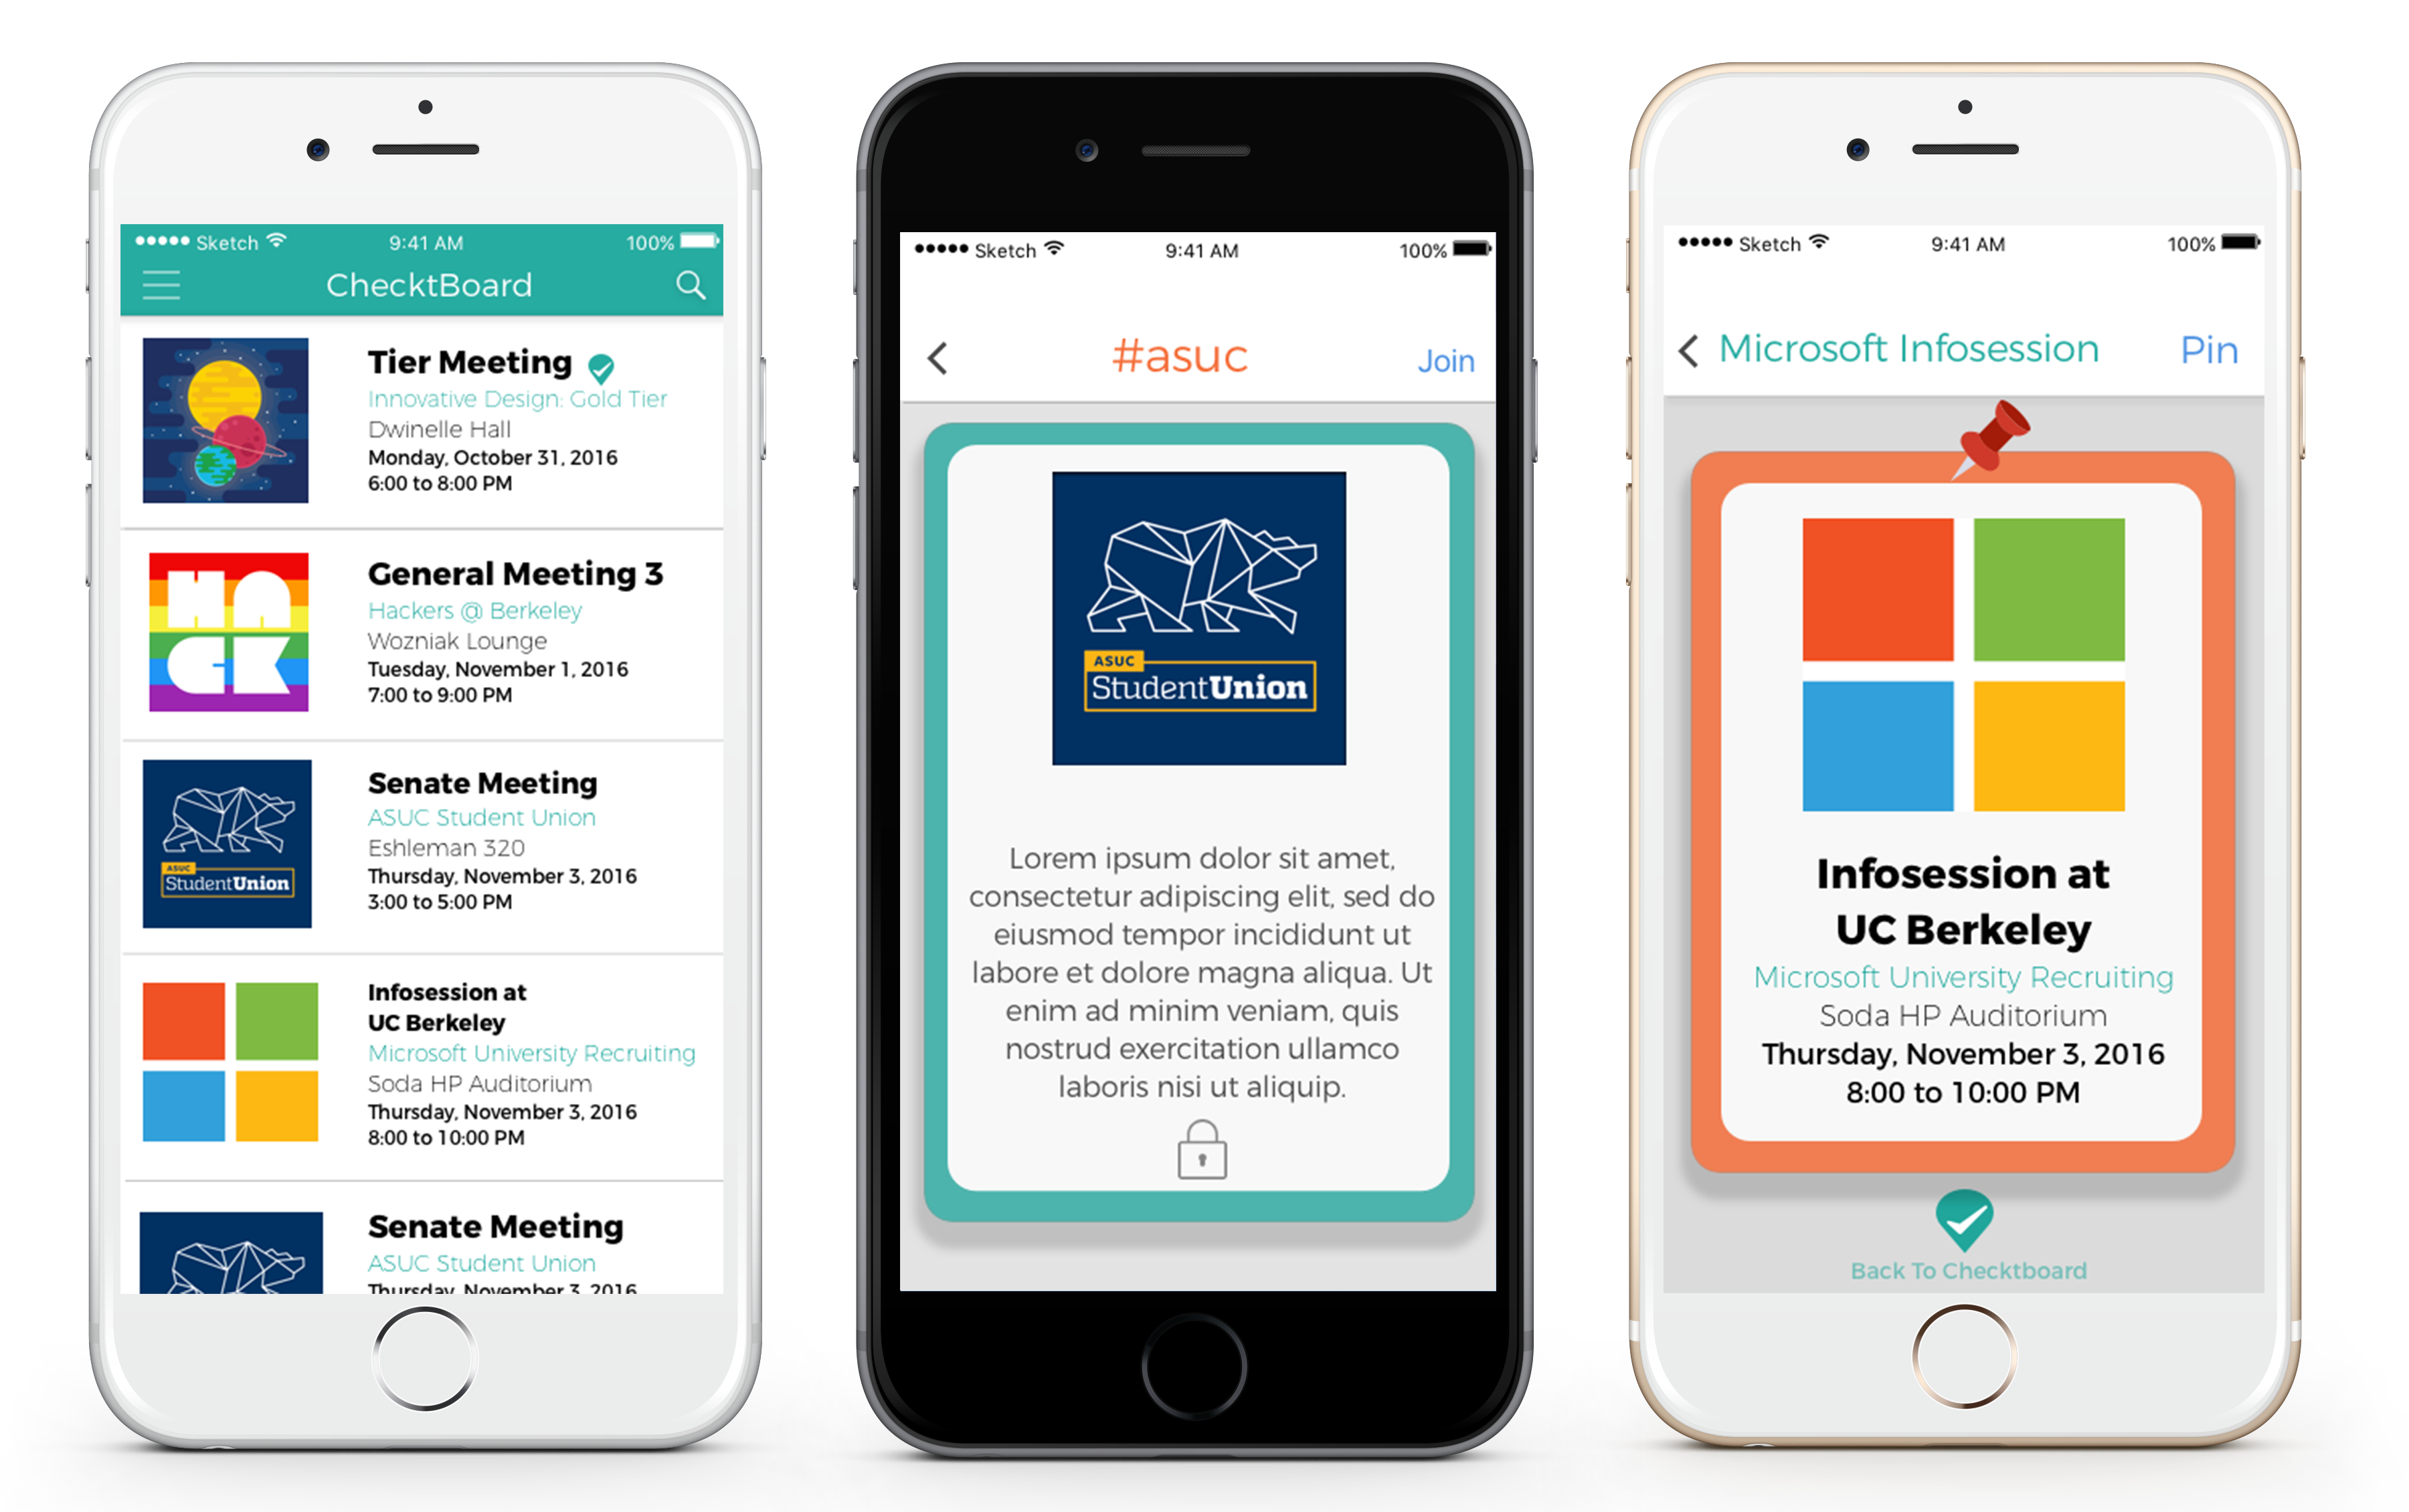 Sketch 9:41 AM 100%
ChecktBoard
Tier Meeting
Innovative Design: Gold Tier
Dwinelle Hall
Monday, October 31, 2016
6:00 to 8:00 PM
HACK
General Meeting 3
Hackers @ Berkeley
Wozniak Lounge
Tuesday, November 1, 2016
7:00 to 9:00 PM
ASUC
StudentUnion
Senate Meeting
ASUC Student Union
Eshleman 320
Thursday, November 3, 2016
3:00 to 5:00 PM
Infosession at
UC Berkeley
Microsoft University Recruiting
Soda HP Auditorium
Thursday, November 3, 2016
8:00 to 10:00 PM
Senate Meeting
ASUC Student Union
Thursday, November 3, 2016
Sketch 9:41 AM 100%
#asuc Join
ASUC
StudentUnion
Lorem ipsum dolor sit amet,
consectetur adipiscing elit, sed do
eiusmod tempor incididunt ut
labore et dolore magna aliqua. Ut
enim ad minim veniam, quis
nostrud exercitation ullamco
laboris nisi ut aliquip.
Sketch 9:41 AM 100%
Microsoft Infosession Pin
Infosession at
UC Berkeley
Microsoft University Recruiting
Soda HP Auditorium
Thursday, November 3, 2016
8:00 to 10:00 PM
Back To Checktboard